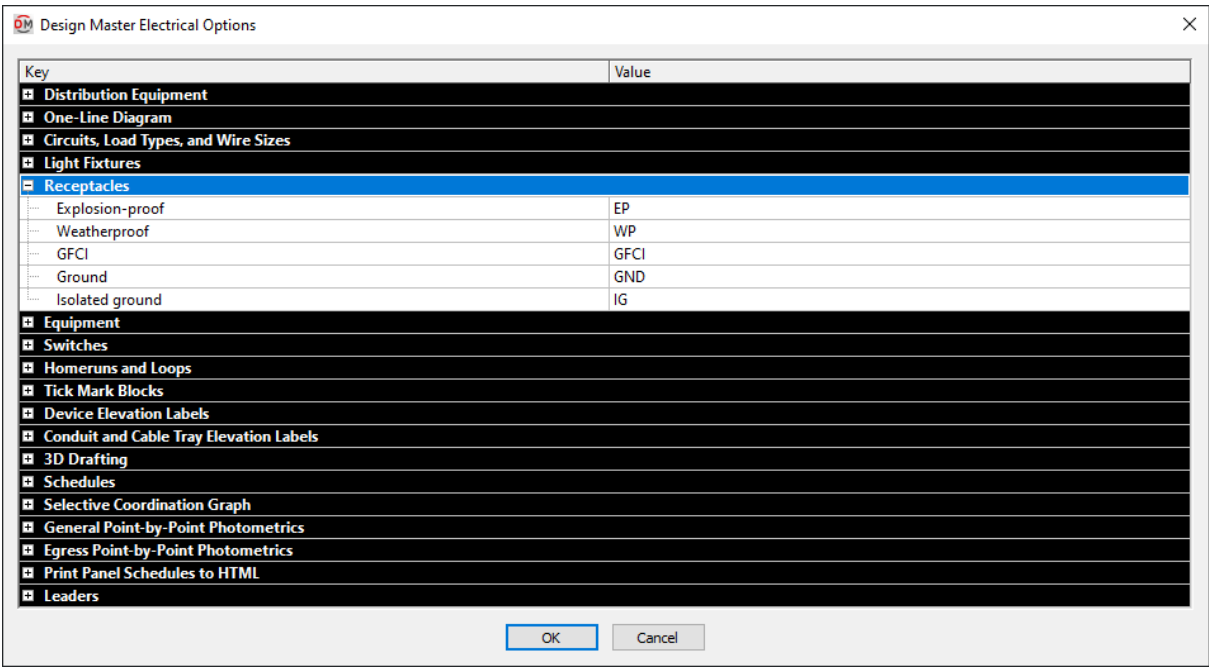 DM Design Master Electrical Options
Key Value
Distribution Equipment
One-Line Diagram
Circuits, Load Types, and Wire Sizes
Light Fixtures
Receptacles
Explosion-proof EP
Weatherproof WP
GFCI GFCI
Ground GND
Isolated ground IG
Equipment
Switches
Homeruns and Loops
Tick Mark Blocks
Device Elevation Labels
Conduit and Cable Tray Elevation Labels
3D Drafting
Schedules
Selective Coordination Graph
General Point-by-Point Photometrics
Egress Point-by-Point Photometrics
Print Panel Schedules to HTML
Leaders
OK Cancel